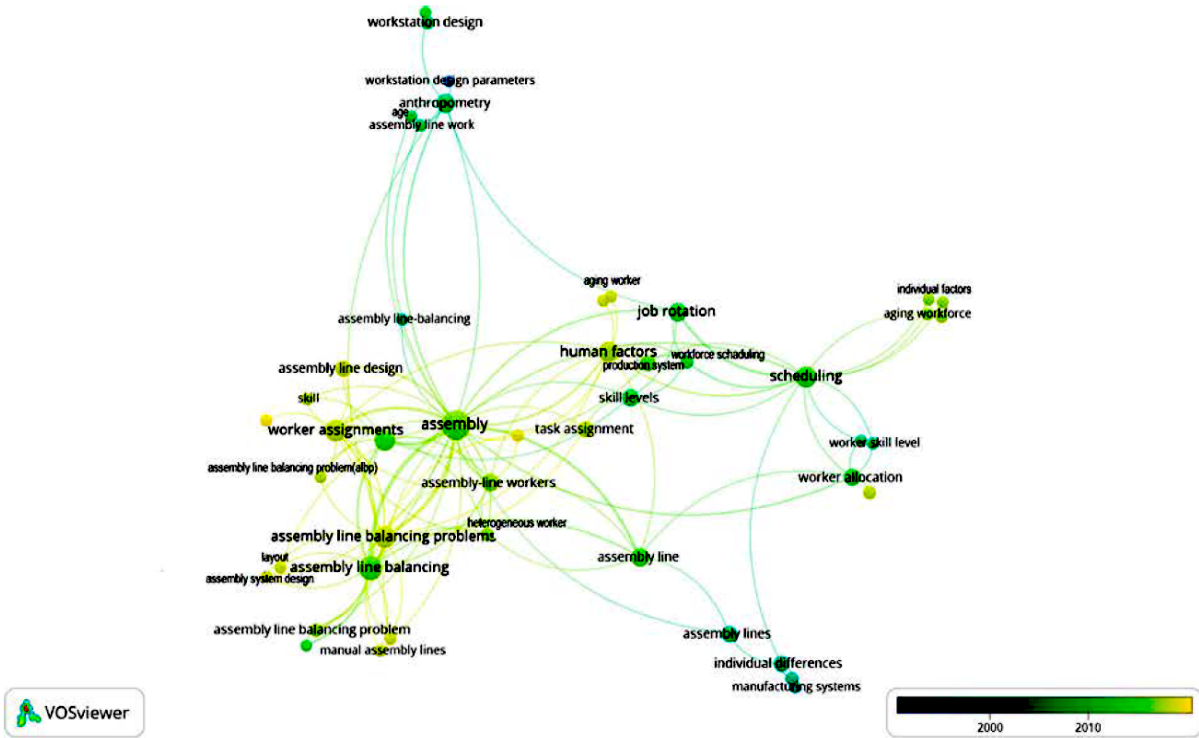 workstation design
workstation design parameters
anthropometry
age
assembly line work
aging worker
individual factors
job rotation
aging workforce
assembly line-balancing
human factors
workforce schaduling
production system
assembly line design
scheduling
skill
skill levels
assembly
worker assignments
task assignment
worker skill level
assembly line balancing problem(albp)
worker allocation
assembly-line workers
heterogeneous worker
assembly line balancing problems
layout
assembly line
assembly line balancing
assembly system design
assembly line balancing problem
assembly lines
manual assembly lines
individual differences
manufacturing systems
VOSviewer
2000
2010